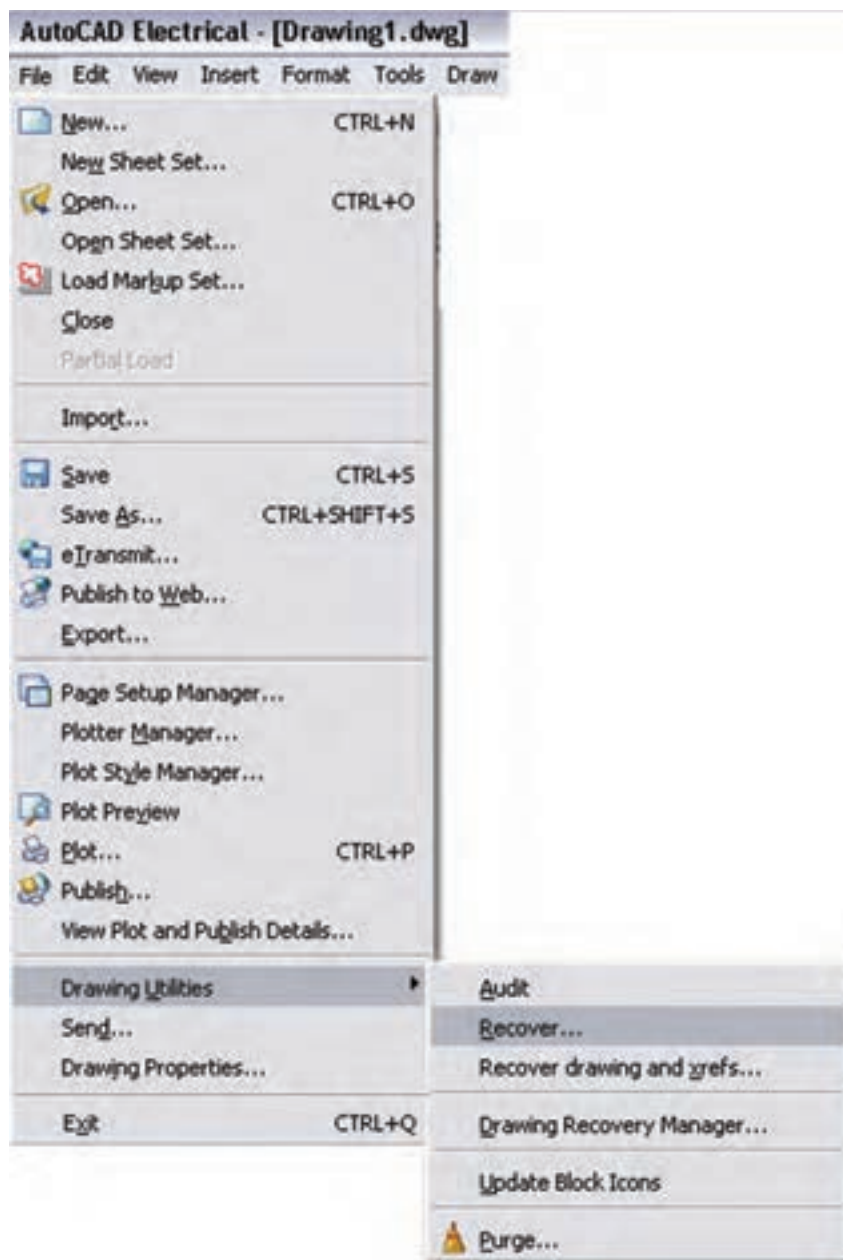 AutoCAD Electrical - [Drawing1.dwg]
File Edit View Insert Format Tools Draw
New... CTRL+N
New Sheet Set...
Open... CTRL+O
Open Sheet Set...
Load Markup Set...
Close
Partial Load
Import...
Save CTRL+S
Save As... CTRL+SHIFT+S
eTransmit...
Publish to Web...
Export...
Page Setup Manager...
Plotter Manager...
Plot Style Manager...
Plot Preview
Plot... CTRL+P
Publish...
View Plot and Publish Details...
Drawing Utilities
Send...
Drawing Properties...
Exit CTRL+Q
Audit
Recover...
Recover drawing and xrefs...
Drawing Recovery Manager...
Update Block Icons
Purge...